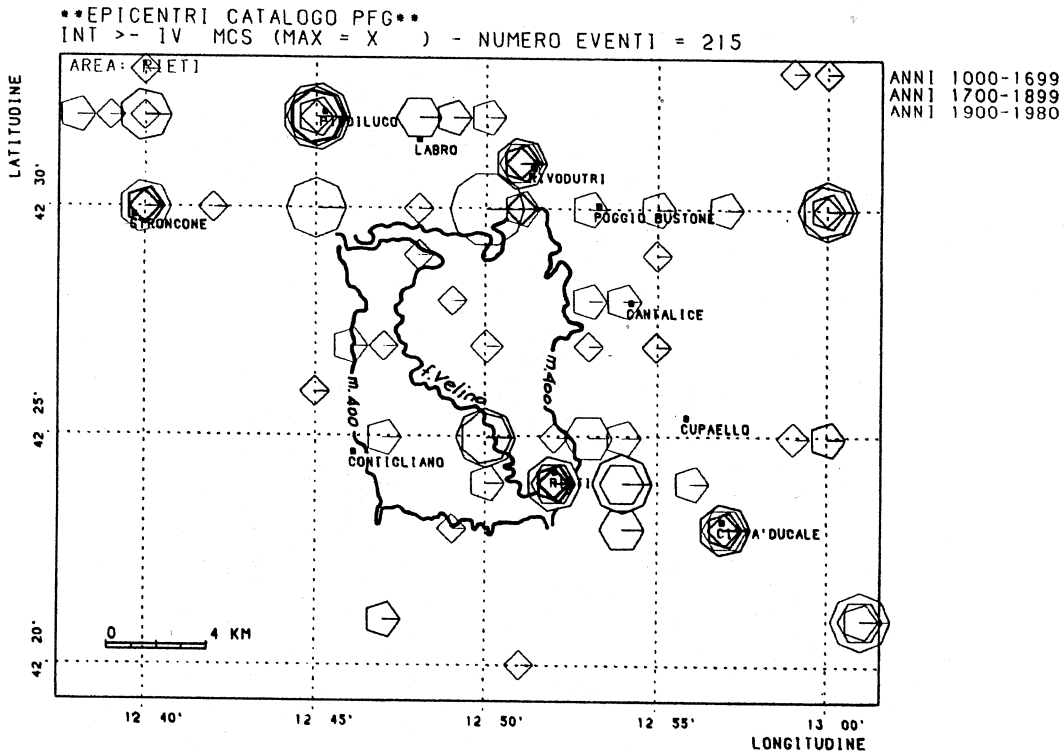 **EPICENTRI CATALOGO PFG**
INT >- IV MCS (MAX = X ) - NUMERO EVENTI = 215
AREA: RIETI
ANNI 1000-1699
ANNI 1700-1899
ANNI 1900-1980
LATITUDINE
LABRO
RIVODUTRI
42 30'
STRONCONE
POGGIO BUSTONE
CANTALICE
f. Velino
m.400
m.400
42 25'
CUPAELLO
CONTIGLIANO
RIETI
0 4 KM
42 20'
12 40' 12 45' 12 50' 12 55' 13 00'
LONGITUDINE